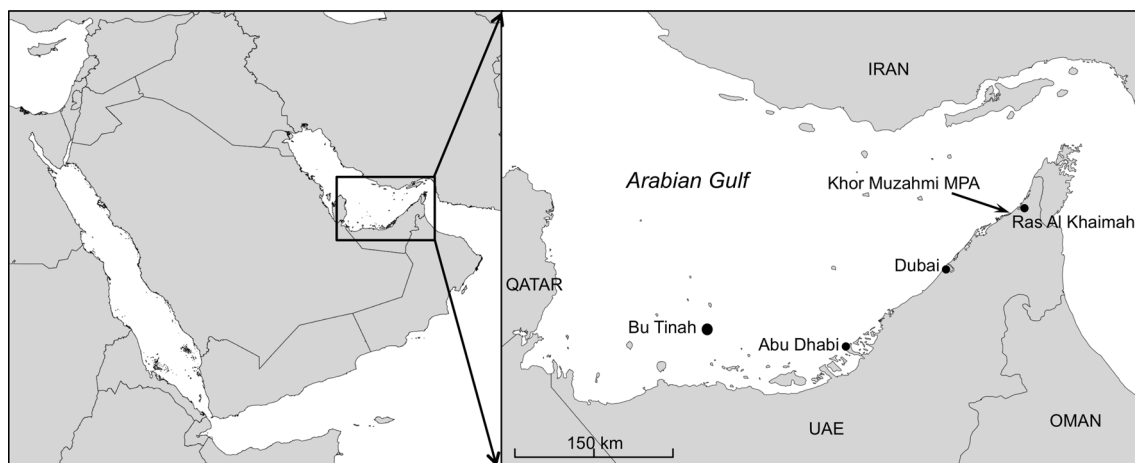 IRAN
Arabian Gulf
Khor Muzahmi MPA
Ras Al Khaimah
Dubai
QATAR
Bu Tinah
Abu Dhabi
UAE
OMAN
150 km